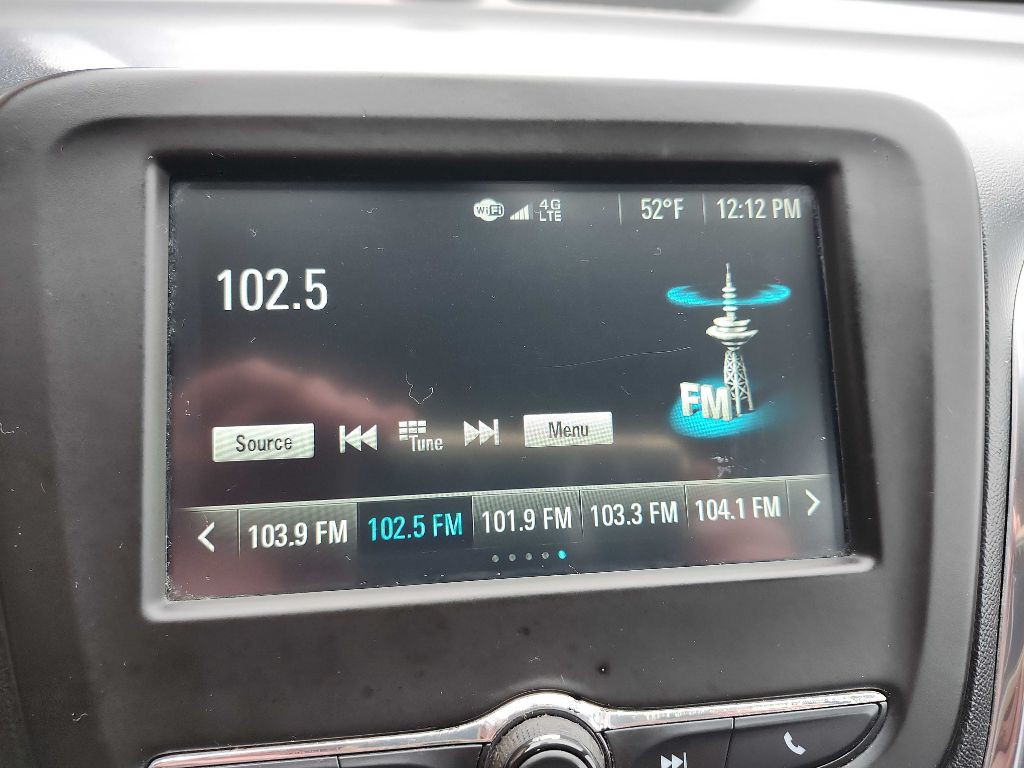 WiFi 4G LTE 52°F 12:12 PM
102.5
FM
Source Tune Menu
103.9 FM 102.5 FM 101.9 FM 103.3 FM 104.1 FM